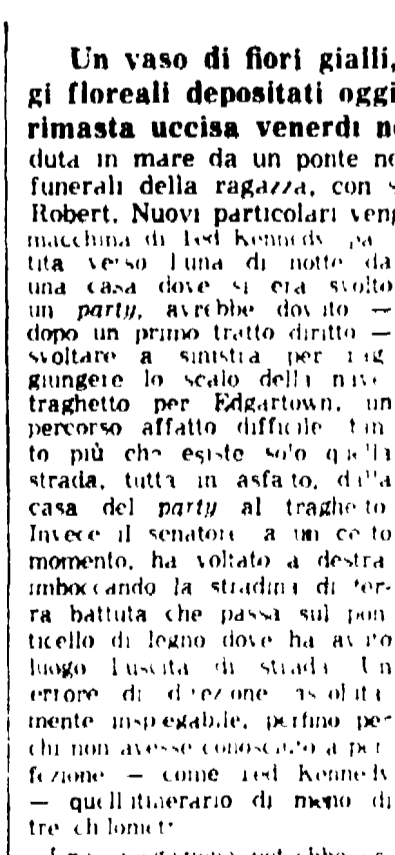 Un vaso di fiori gialli,
gi floreali depositati oggi
rimasta uccisa venerdì
duta in mare da un ponte
funerali della ragazza, con
Robert. Nuovi particolari
macchina di Ted Kennedy
tita verso l'una di notte da
una casa dove si era svolto
un party, avrebbe dovuto —
dopo un primo tratto diritto —
svoltare a sinistra per rag
giungere lo scalo della nave
traghetto per Edgartown, un
percorso affatto difficile tan
to più che esiste solo quella
strada, tutta in asfalto, dalla
casa del party al traghetto
Invece il senatore a un certo
momento, ha voltato a destra
imboccando la stradina di ter-
ra battuta che passa sul pon
ticello di legno dove ha avuto
luogo l'uscita di strada Un
errore di direzione assoluta
mente inspiegabile, perfino per
chi non avesse conosciuto a per
fezione — come Ted Kennedy
— quell'itinerario di meno di
tre chilometri